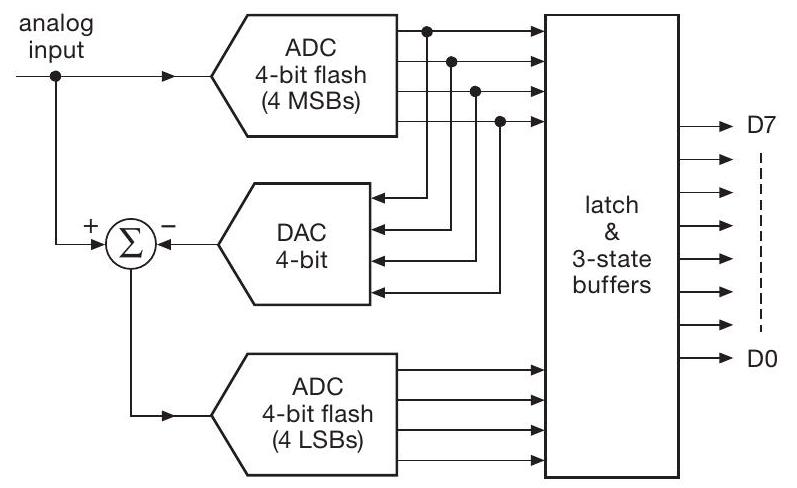 analog
input
ADC
4-bit flash
(4 MSBs)
D7
+
−
Σ
DAC
4-bit
latch
&
3-state
buffers
ADC
4-bit flash
(4 LSBs)
D0